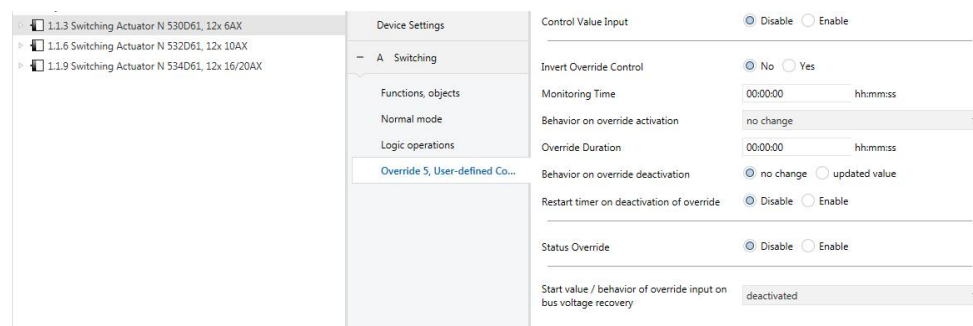 1.1.3 Switching Actuator N 530D61, 12x 6AX
1.1.6 Switching Actuator N 532D61, 12x 10AX
1.1.9 Switching Actuator N 534D61, 12x 16/20AX
Device Settings
A Switching
Functions, objects
Normal mode
Logic operations
Override 5, User-defined Co...
Control Value Input Disable Enable
Invert Override Control No Yes
Monitoring Time 00:00:00 hh:mm:ss
Behavior on override activation no change
Override Duration 00:00:00 hh:mm:ss
Behavior on override deactivation no change updated value
Restart timer on deactivation of override Disable Enable
Status Override Disable Enable
Start value / behavior of override input on
bus voltage recovery
deactivated